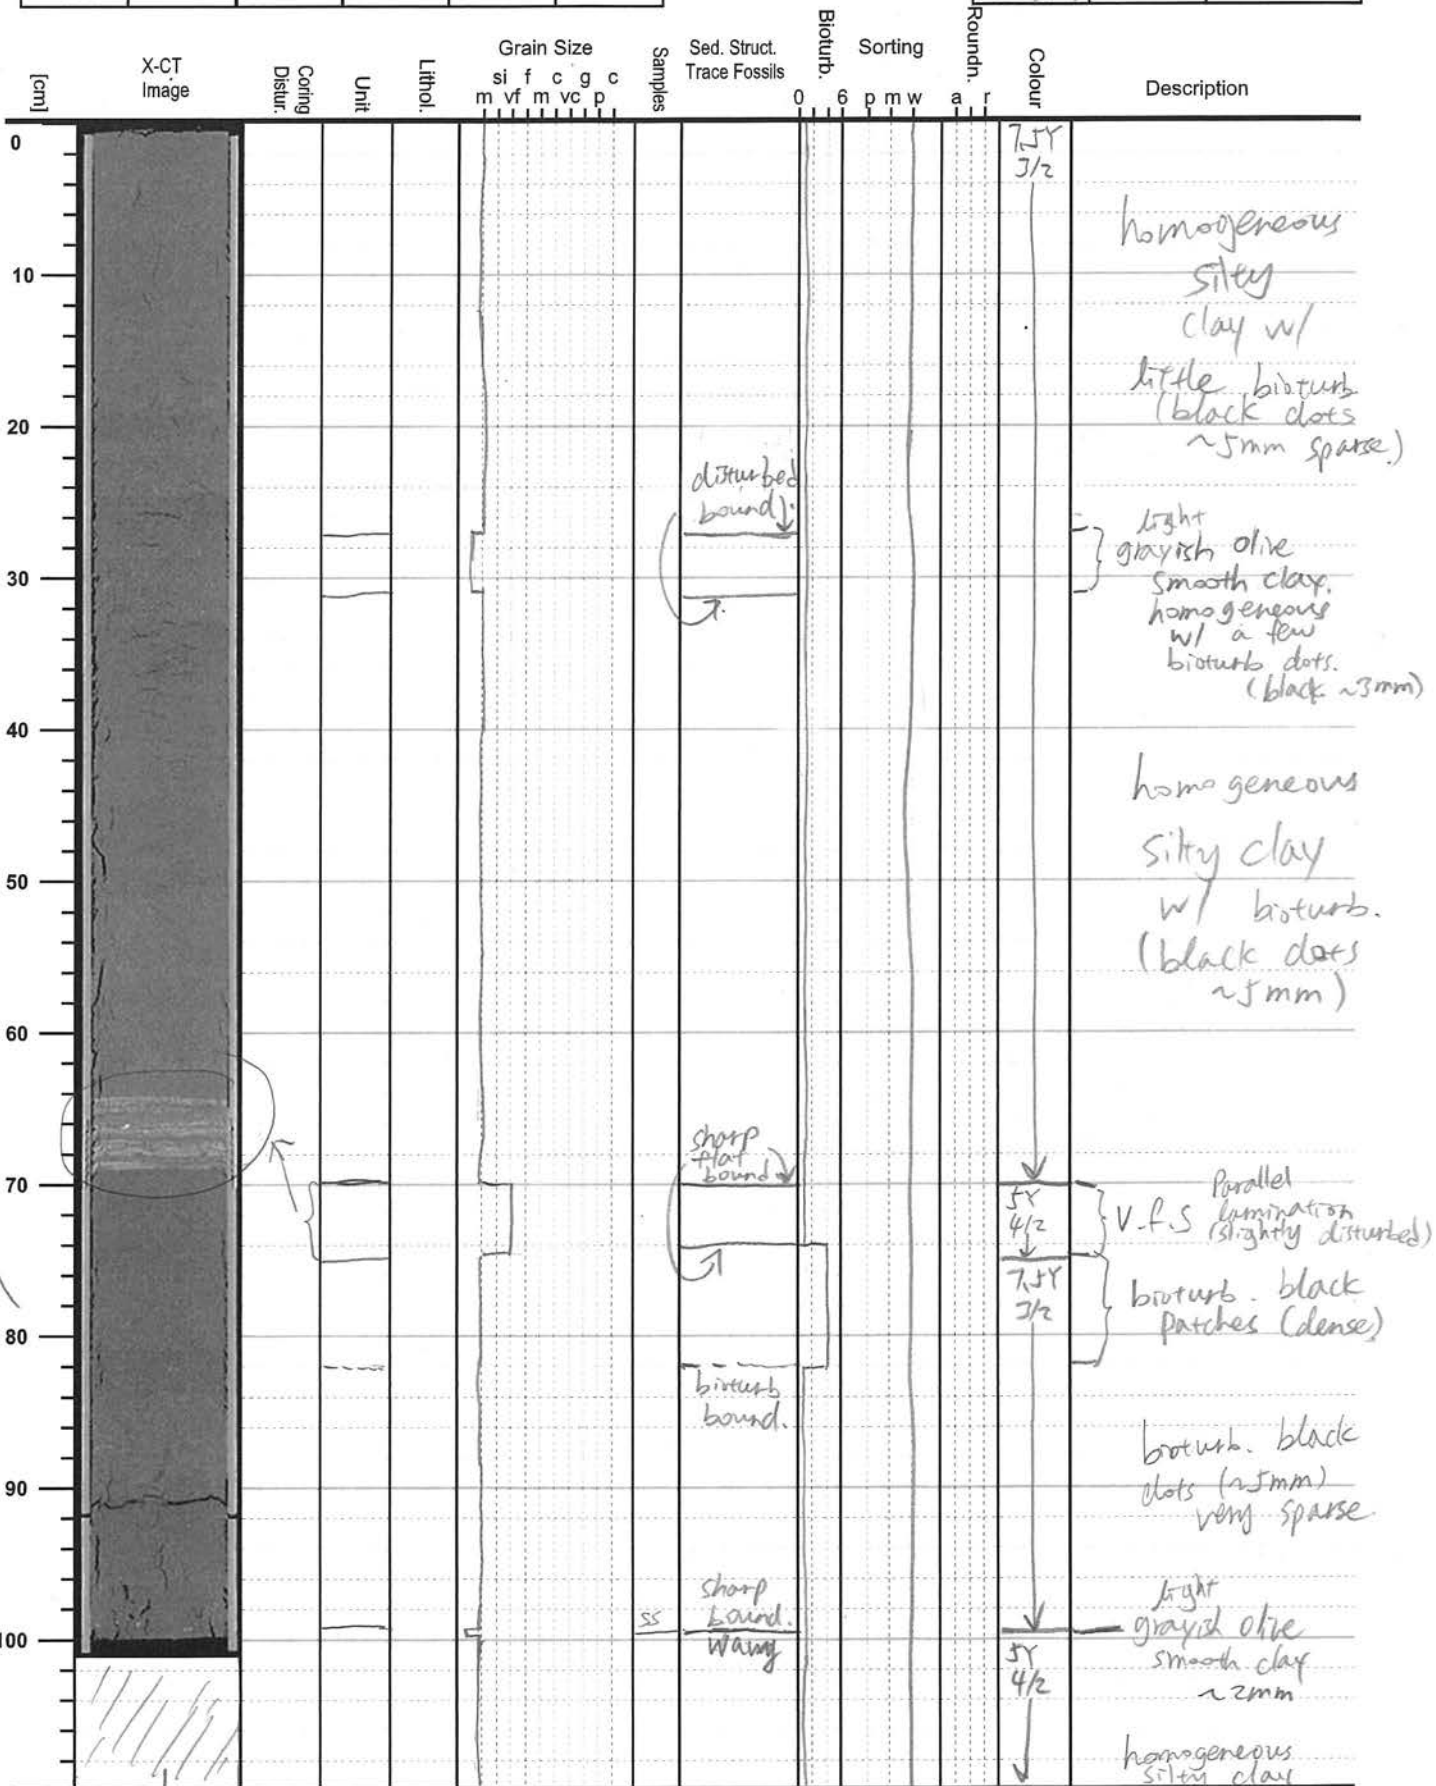 [cm]
X-CT
Image
Coring
Distur.
Unit
Lithol.
Grain Size
si f c g c
m vf m vc p
Samples
Sed. Struct.
Trace Fossils
Bioturb.
0 6
Sorting
p m w
Roundn.
a r
Colour
Description
0
7.5Y
3/2
homogeneous
silty
clay w/
little bioturb
(black dots
~5mm sparse.)
10
20
disturbed
bound.
light
grayish olive
smooth clay.
homogeneous
w/ a few
bioturb dots.
(black ~3mm)
30
40
homogeneous
silty clay
w/ bioturb.
(black dots
~5mm)
50
60
sharp
flat
bound
70
5Y
4/2
V.f.s
Parallel
lamination
(slightly disturbed)
7.5Y
3/2
bioturb. black
patches (dense)
80
bioturb
bound.
bioturb. black
dots (~5mm)
very sparse.
90
sharp
bound.
wavy
ss
100
light
grayish olive
smooth clay
~2mm
5Y
4/2
homogeneous
silty clay